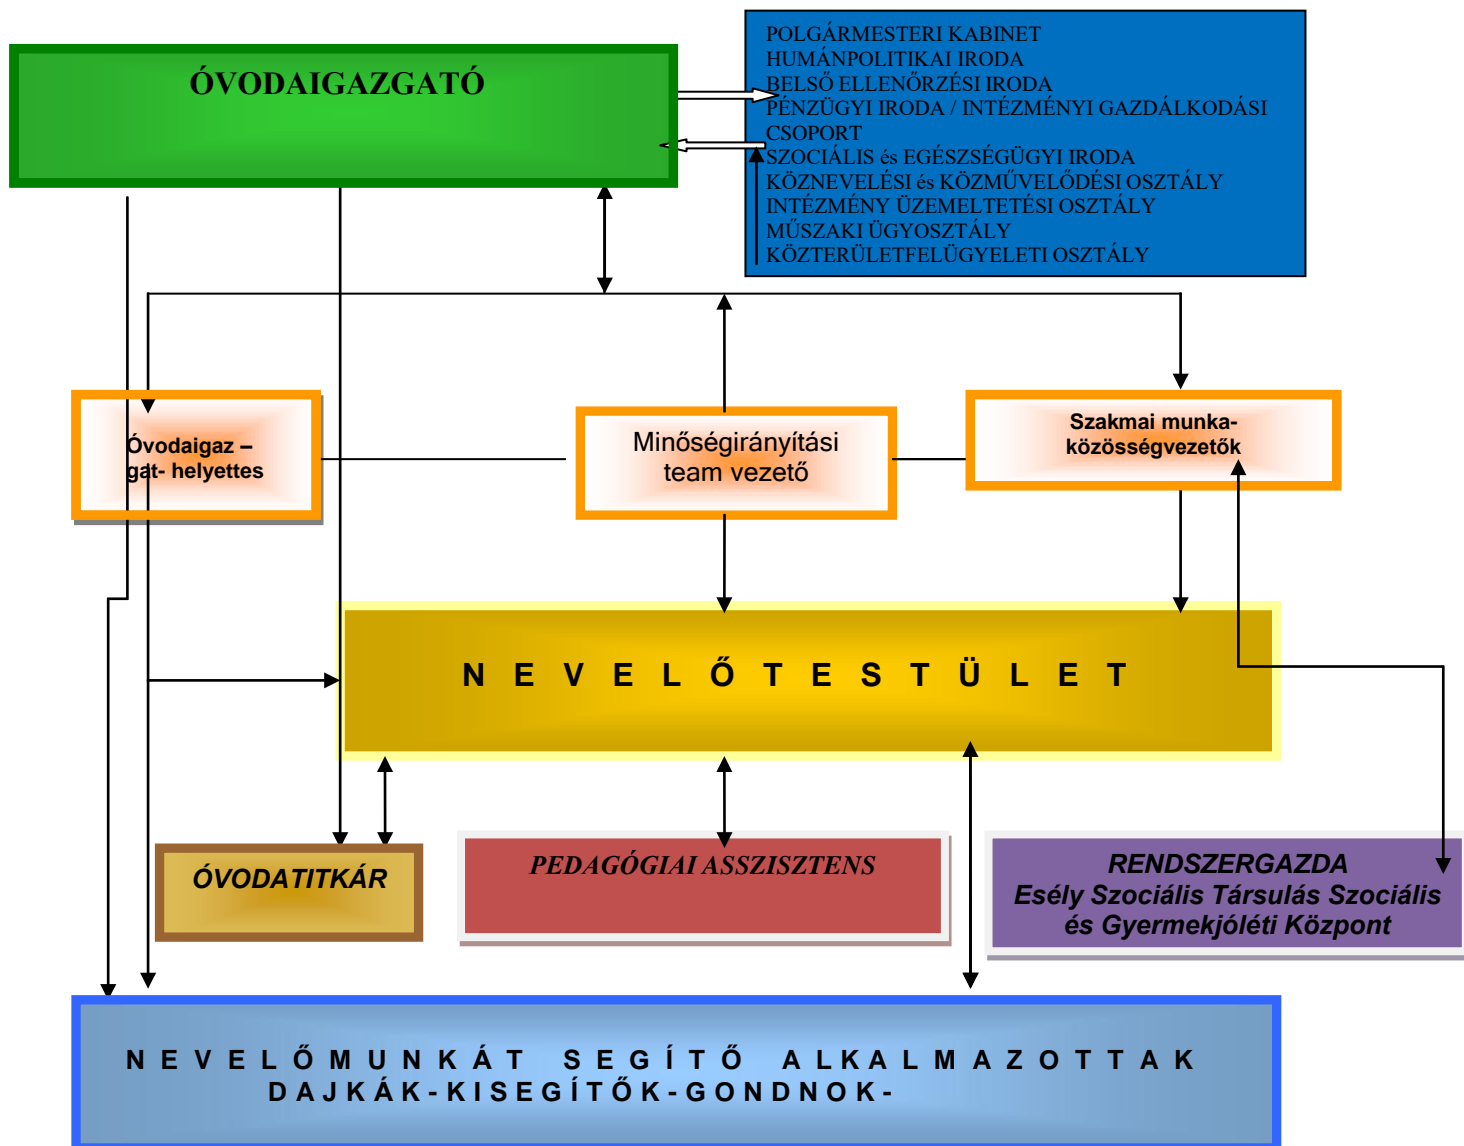 ÓVODAIGAZGATÓ
POLGÁRMESTERI KABINET
HUMÁNPOLITIKAI IRODA
BELSŐ ELLENŐRZÉSI IRODA
PÉNZÜGYI IRODA / INTÉZMÉNYI GAZDÁLKODÁSI
CSOPORT
SZOCIÁLIS és EGÉSZSÉGÜGYI IRODA
KÖZNEVELÉSI és KÖZMŰVELŐDÉSI OSZTÁLY
INTÉZMÉNY ÜZEMELTETÉSI OSZTÁLY
MŰSZAKI ÜGYOSZTÁLY
KÖZTERÜLETFELÜGYELETI OSZTÁLY
Óvodaigaz –
gat- helyettes
Minőségirányítási
team vezető
Szakmai munka-
közösségvezetők
N E V E L Ő T E S T Ü L E T
ÓVODATITKÁR
PEDAGÓGIAI ASSZISZTENS
RENDSZERGAZDA
Esély Szociális Társulás Szociális
és Gyermekjóléti Központ
N E V E L Ő M U N K Á T S E G Í T Ő A L K A L M A Z O T T A K
D A J K Á K - K I S E G Í T Ő K - G O N D N O K -